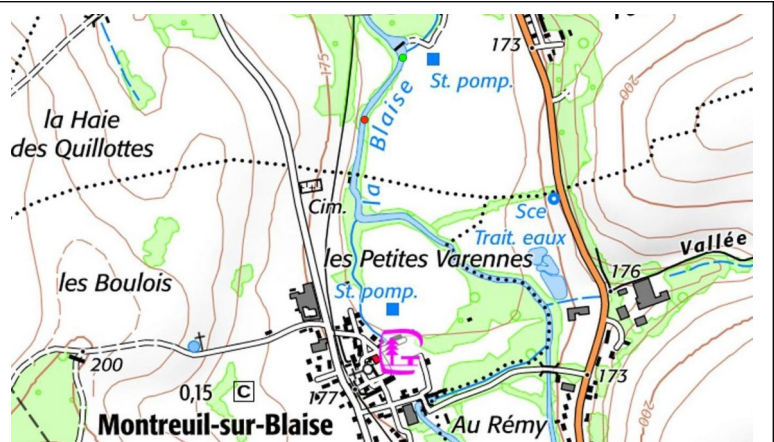 173
St. pomp.
175
200
la Haie
des Quillottes
la Blaise
Cim.
Sce
Trait. eaux
Vallée
les Petites Varennes
176
les Boulois
St. pomp.
200
0,15 C
177
173
200
Montreuil-sur-Blaise
Au Rémy